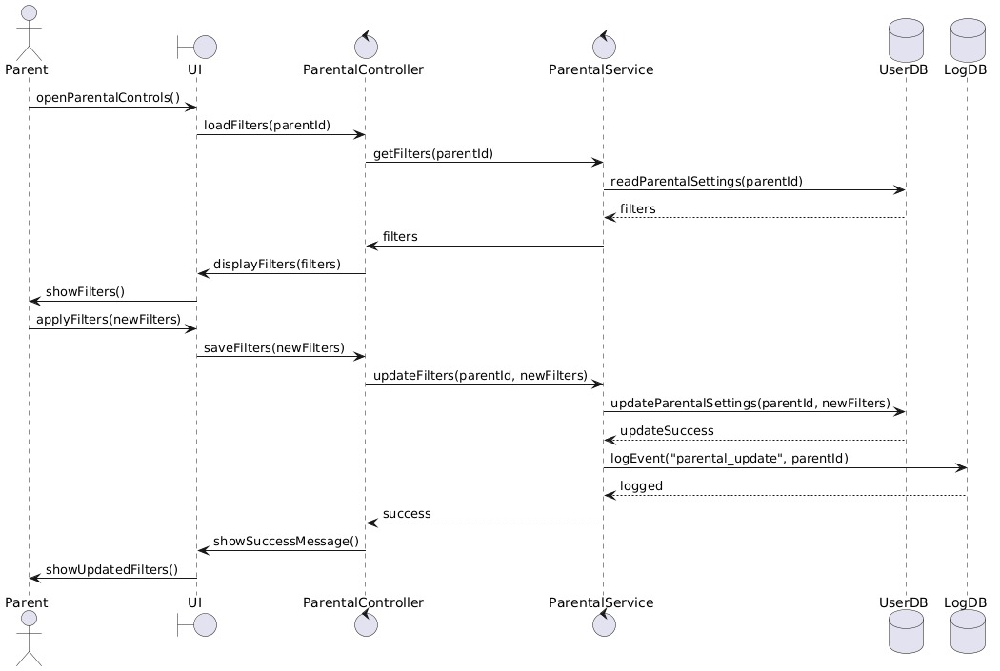 Parent
UI
ParentalController
ParentalService
UserDB
LogDB
openParentalControls()
loadFilters(parentId)
getFilters(parentId)
readParentalSettings(parentId)
filters
filters
displayFilters(filters)
showFilters()
applyFilters(newFilters)
saveFilters(newFilters)
updateFilters(parentId, newFilters)
updateParentalSettings(parentId, newFilters)
updateSuccess
logEvent("parental_update", parentId)
logged
success
showSuccessMessage()
showUpdatedFilters()
Parent
UI
ParentalController
ParentalService
UserDB
LogDB